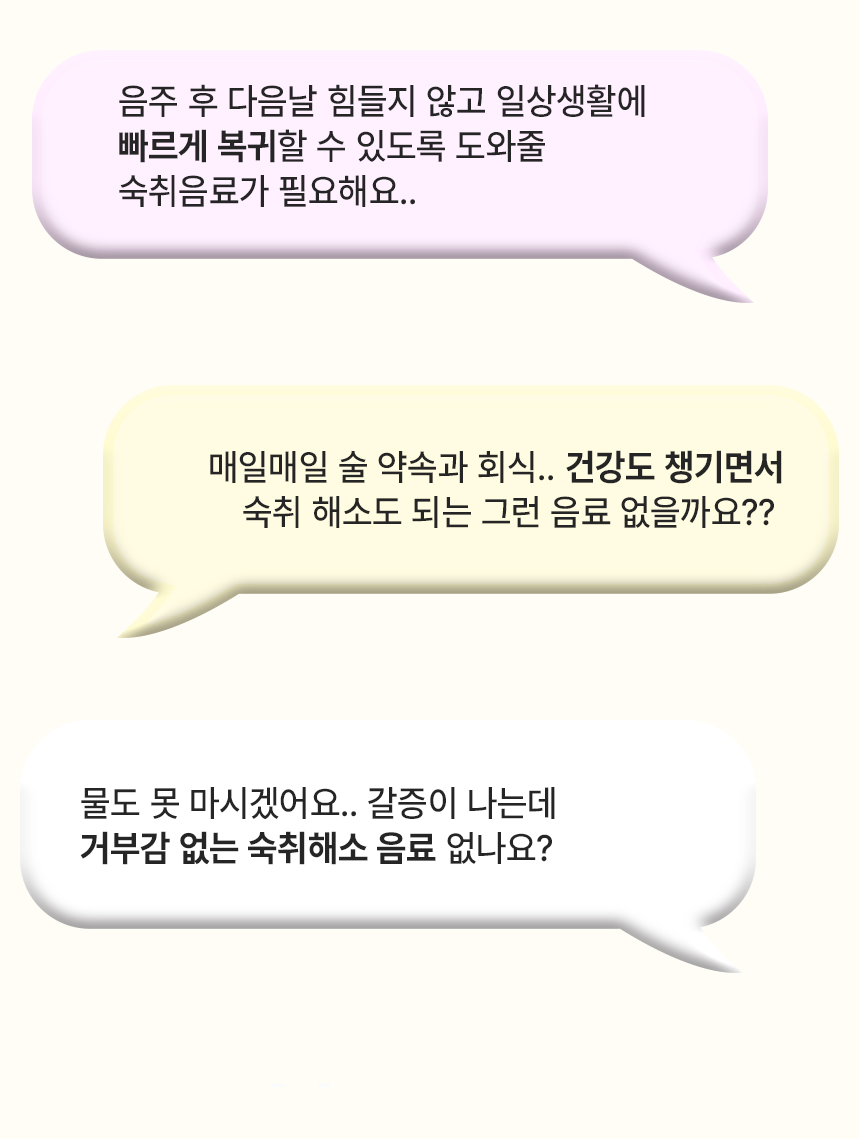 음주 후 다음날 힘들지 않고 일상생활에
빠르게 복귀할 수 있도록 도와줄
숙취음료가 필요해요..
매일매일 술 약속과 회식.. 건강도 챙기면서
숙취 해소도 되는 그런 음료 없을까요??
물도 못 마시겠어요.. 갈증이 나는데
거부감 없는 숙취해소 음료 없나요?